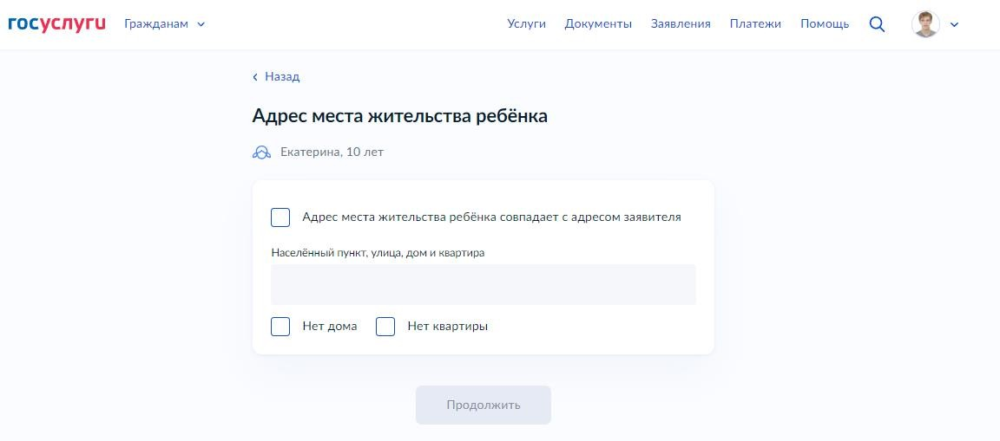 госуслуги Гражданам Услуги Документы Заявления Платежи Помощь
Назад
Адрес места жительства ребёнка
Екатерина, 10 лет
Адрес места жительства ребёнка совпадает с адресом заявителя
Населённый пункт, улица, дом и квартира
Нет дома Нет квартиры
Продолжить